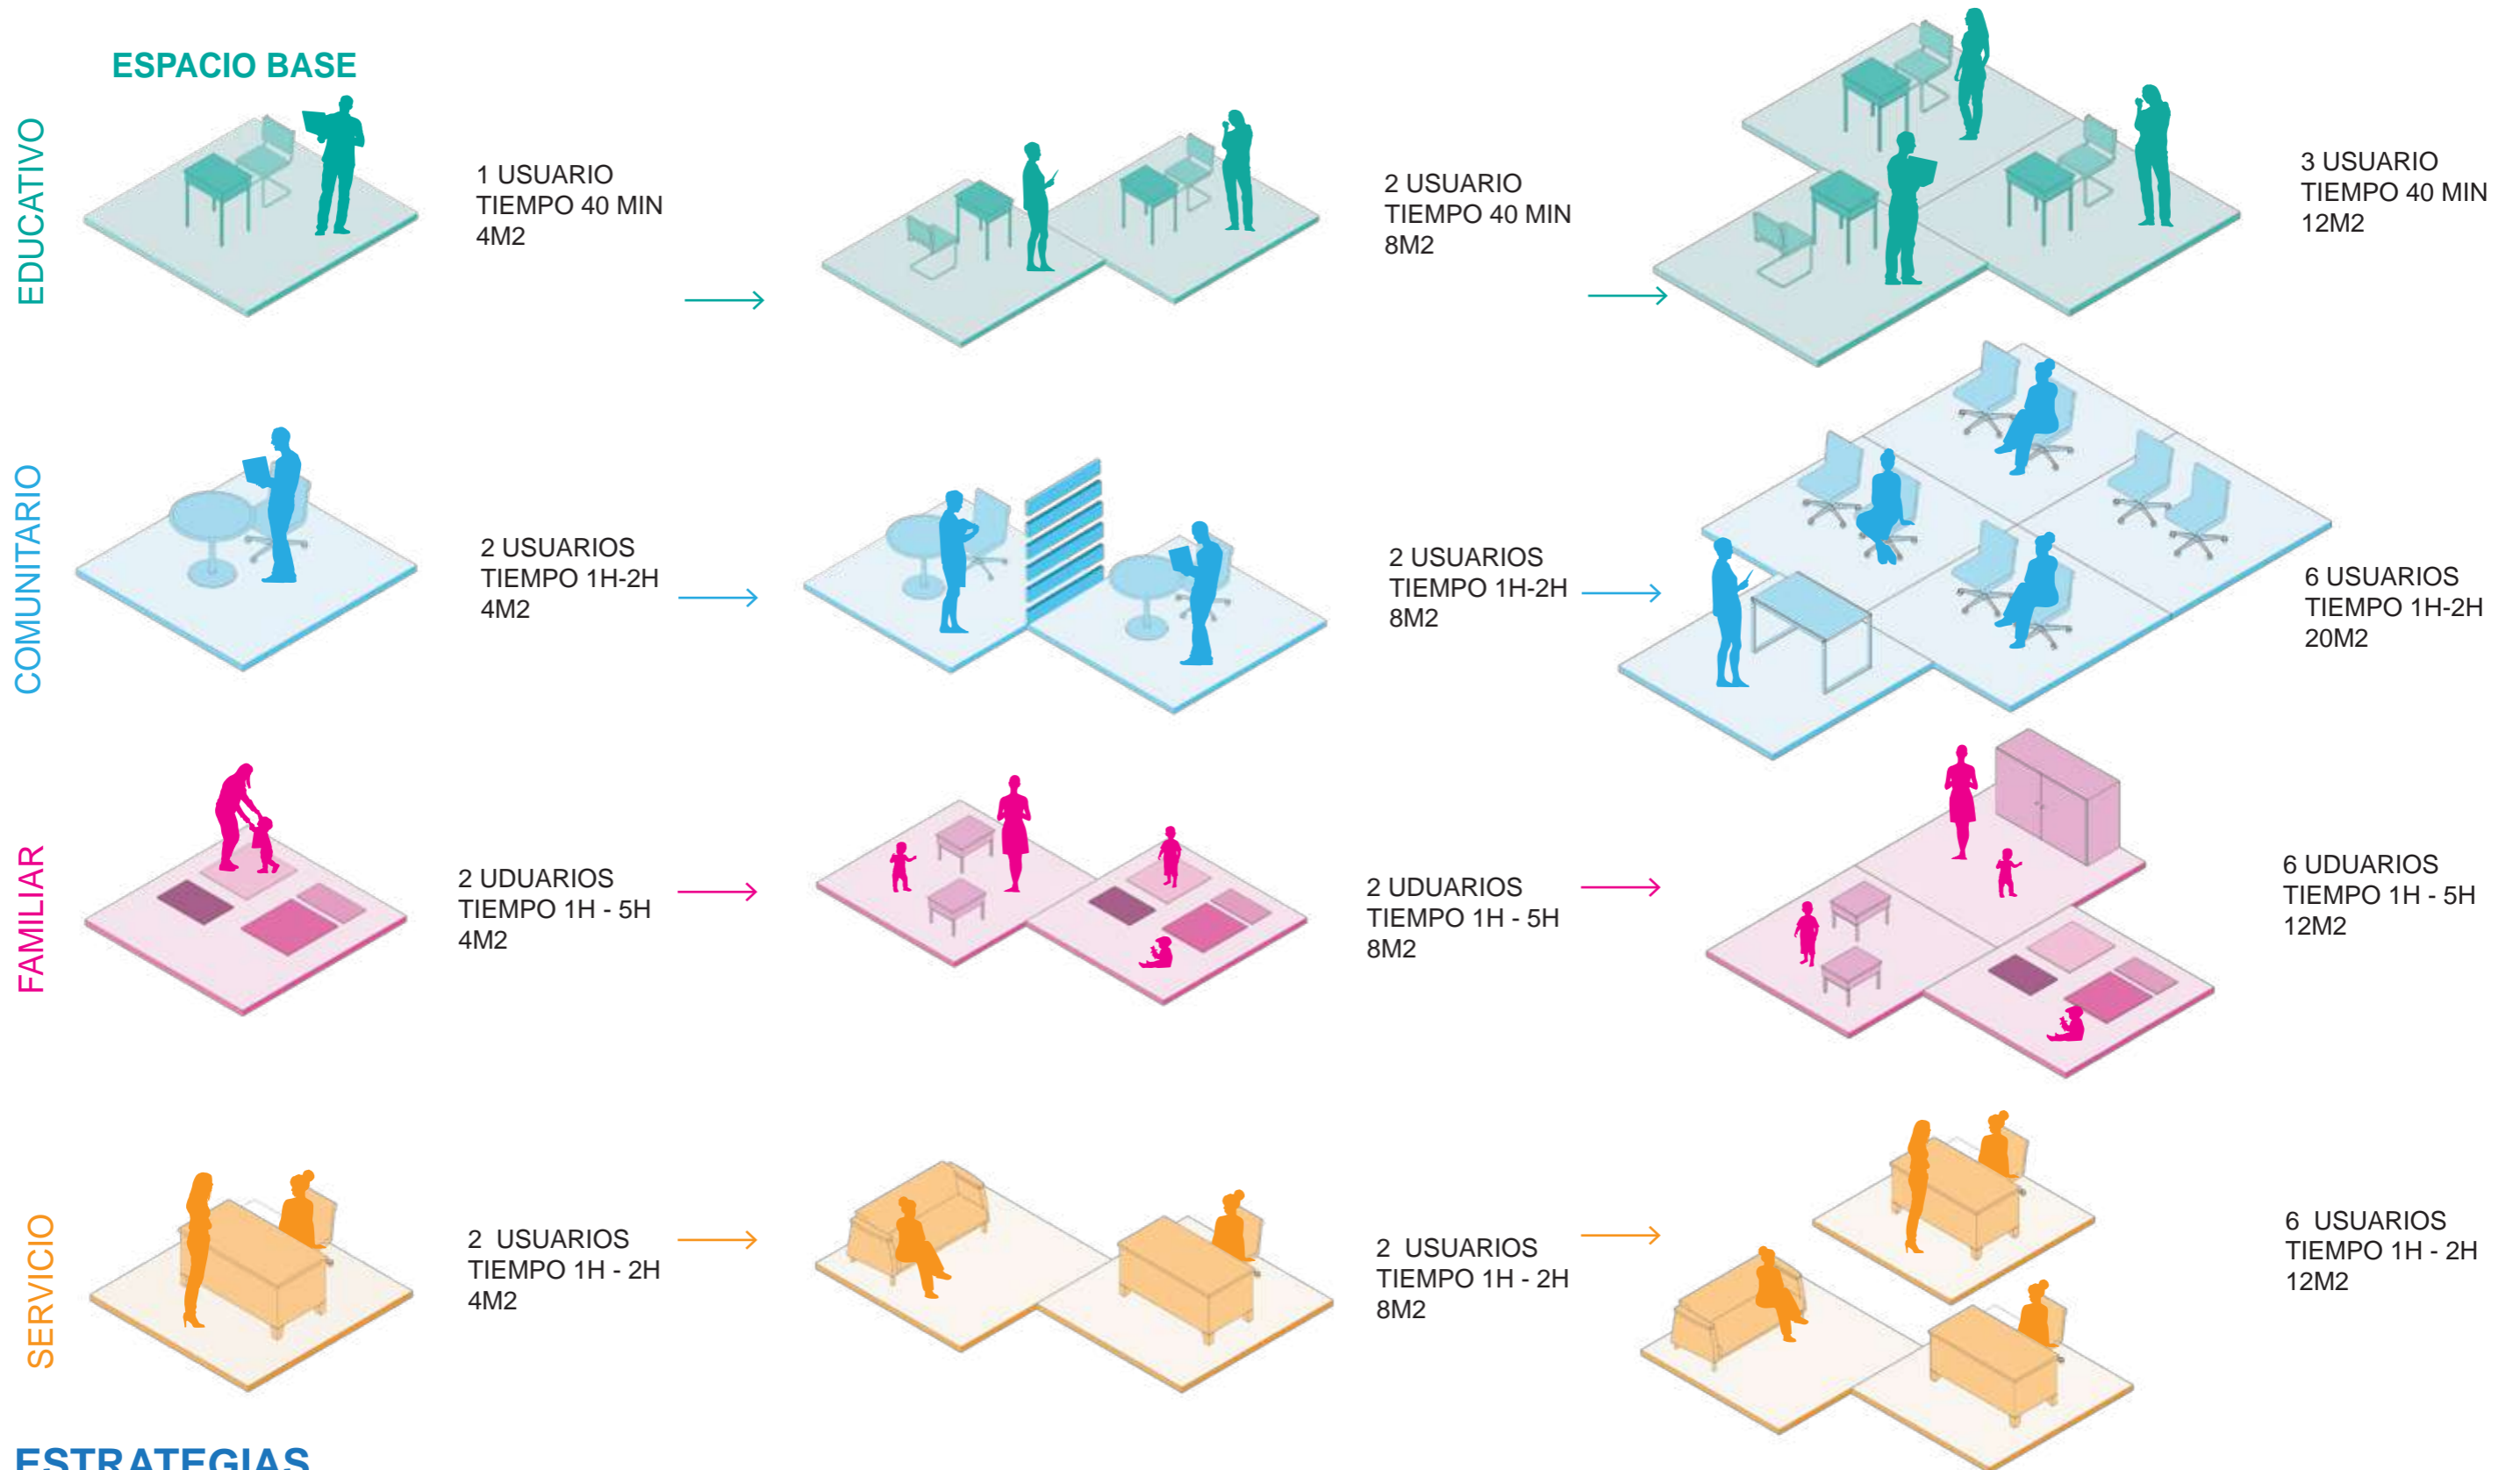 ESPACIO BASE
EDUCATIVO
1 USUARIO
TIEMPO 40 MIN
4M2
2 USUARIO
TIEMPO 40 MIN
8M2
3 USUARIO
TIEMPO 40 MIN
12M2
COMUNITARIO
2 USUARIOS
TIEMPO 1H-2H
4M2
2 USUARIOS
TIEMPO 1H-2H
8M2
6 USUARIOS
TIEMPO 1H-2H
20M2
FAMILIAR
2 UDUARIOS
TIEMPO 1H - 5H
4M2
2 UDUARIOS
TIEMPO 1H - 5H
8M2
6 UDUARIOS
TIEMPO 1H - 5H
12M2
SERVICIO
2 USUARIOS
TIEMPO 1H - 2H
4M2
2 USUARIOS
TIEMPO 1H - 2H
8M2
6 USUARIOS
TIEMPO 1H - 2H
12M2
ESTRATEGIAS